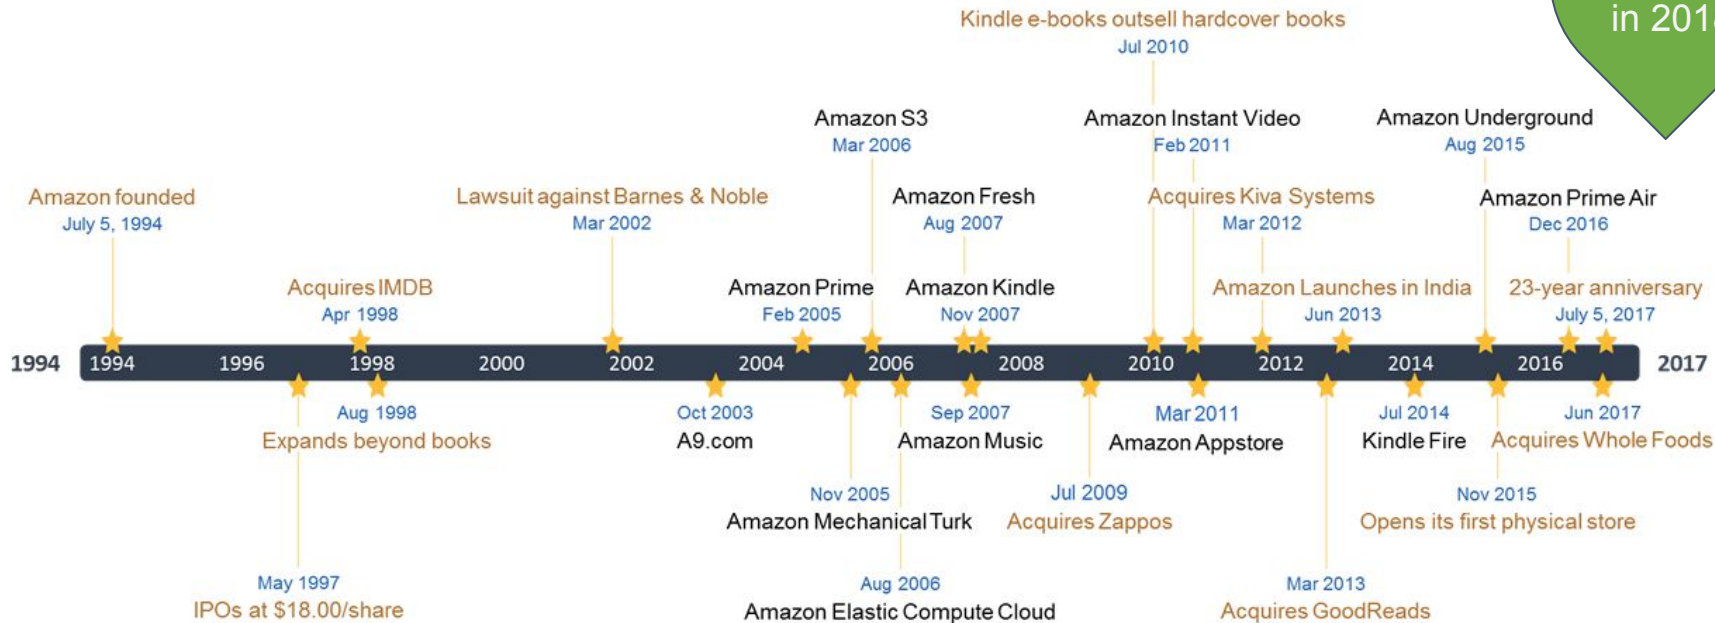 in 201
Kindle e-books outsell hardcover books
Jul 2010
Amazon S3
Mar 2006
Amazon Instant Video
Feb 2011
Amazon Underground
Aug 2015
Amazon founded
July 5, 1994
Lawsuit against Barnes & Noble
Mar 2002
Amazon Fresh
Aug 2007
Acquires Kiva Systems
Mar 2012
Amazon Prime Air
Dec 2016
Acquires IMDB
Apr 1998
Amazon Prime
Feb 2005
Amazon Kindle
Nov 2007
Amazon Launches in India
Jun 2013
23-year anniversary
July 5, 2017
1994 1994 1996 1998 2000 2002 2004 2006 2008 2010 2012 2014 2016 2017
Aug 1998
Expands beyond books
Oct 2003
A9.com
Sep 2007
Amazon Music
Mar 2011
Amazon Appstore
Jul 2014
Kindle Fire
Jun 2017
Acquires Whole Foods
Nov 2005
Amazon Mechanical Turk
Jul 2009
Acquires Zappos
Nov 2015
Opens its first physical store
May 1997
IPOs at $18.00/share
Aug 2006
Amazon Elastic Compute Cloud
Mar 2013
Acquires GoodReads